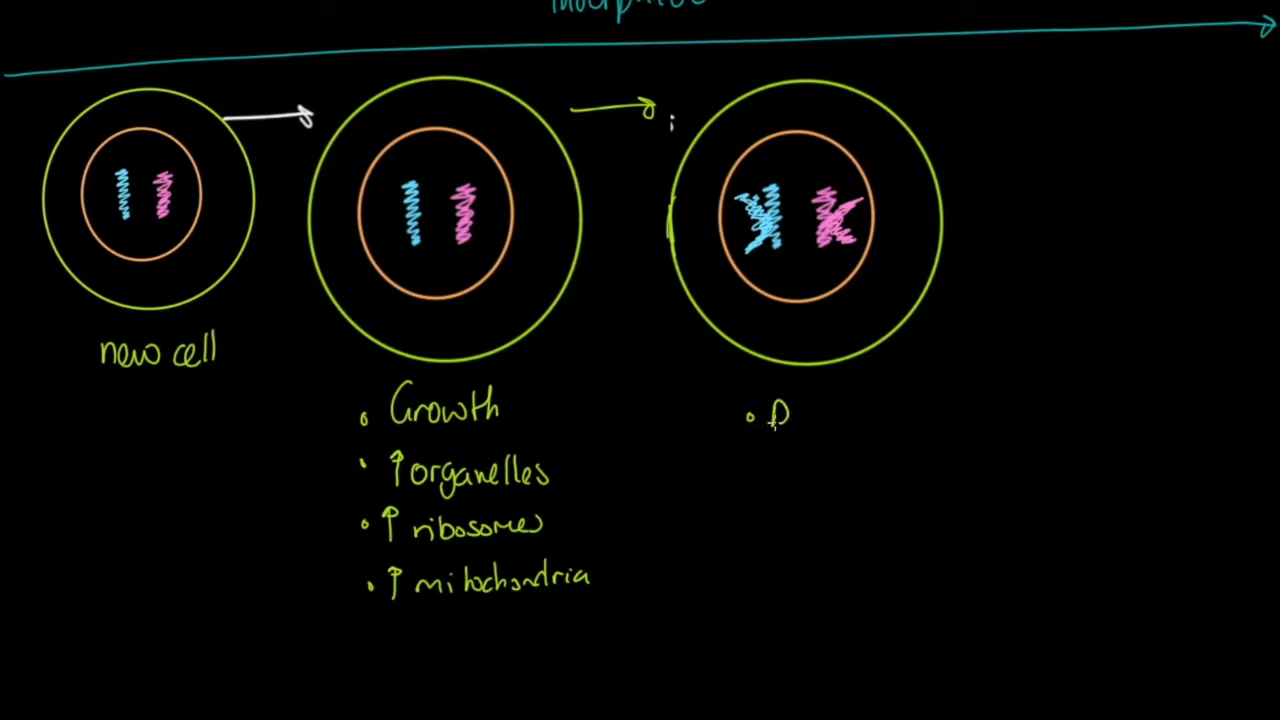 new cell
• Growth
• ↑ organelles
• ↑ ribosomes
• ↑ mitochondria
• D